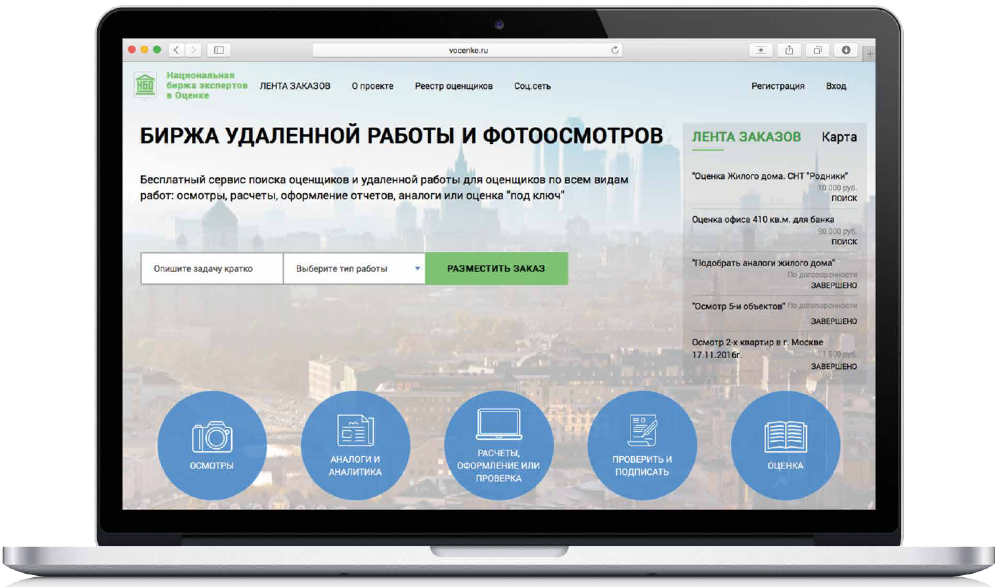 vocenke.ru
НБО
Национальная
биржа экспертов
в Оценке
ЛЕНТА ЗАКАЗОВ
О проекте
Реестр оценщиков
Соц.сеть
Регистрация
Вход
БИРЖА УДАЛЕННОЙ РАБОТЫ И ФОТООСМОТРОВ
Бесплатный сервис поиска оценщиков и удаленной работы для оценщиков по всем видам
работ: осмотры, расчеты, оформление отчетов, аналоги или оценка "под ключ"
Опишите задачу кратко
Выберите тип работы
РАЗМЕСТИТЬ ЗАКАЗ
ЛЕНТА ЗАКАЗОВ
Карта
"Оценка Жилого дома. СНТ "Родники"
10 000 руб.
ПОИСК
Оценка офиса 410 кв.м. для банка
90 000 руб.
ПОИСК
"Подобрать аналоги жилого дома"
По договоренности
ЗАВЕРШЕНО
"Осмотр 5-и объектов" По договоренности
ЗАВЕРШЕНО
Осмотр 2-х квартир в г. Москве
17.11.2016г.
1 600 руб.
ЗАВЕРШЕНО
ОСМОТРЫ
АНАЛОГИ И
АНАЛИТИКА
РАСЧЕТЫ,
ОФОРМЛЕНИЕ ИЛИ
ПРОВЕРКА
ПРОВЕРИТЬ И
ПОДПИСАТЬ
ОЦЕНКА